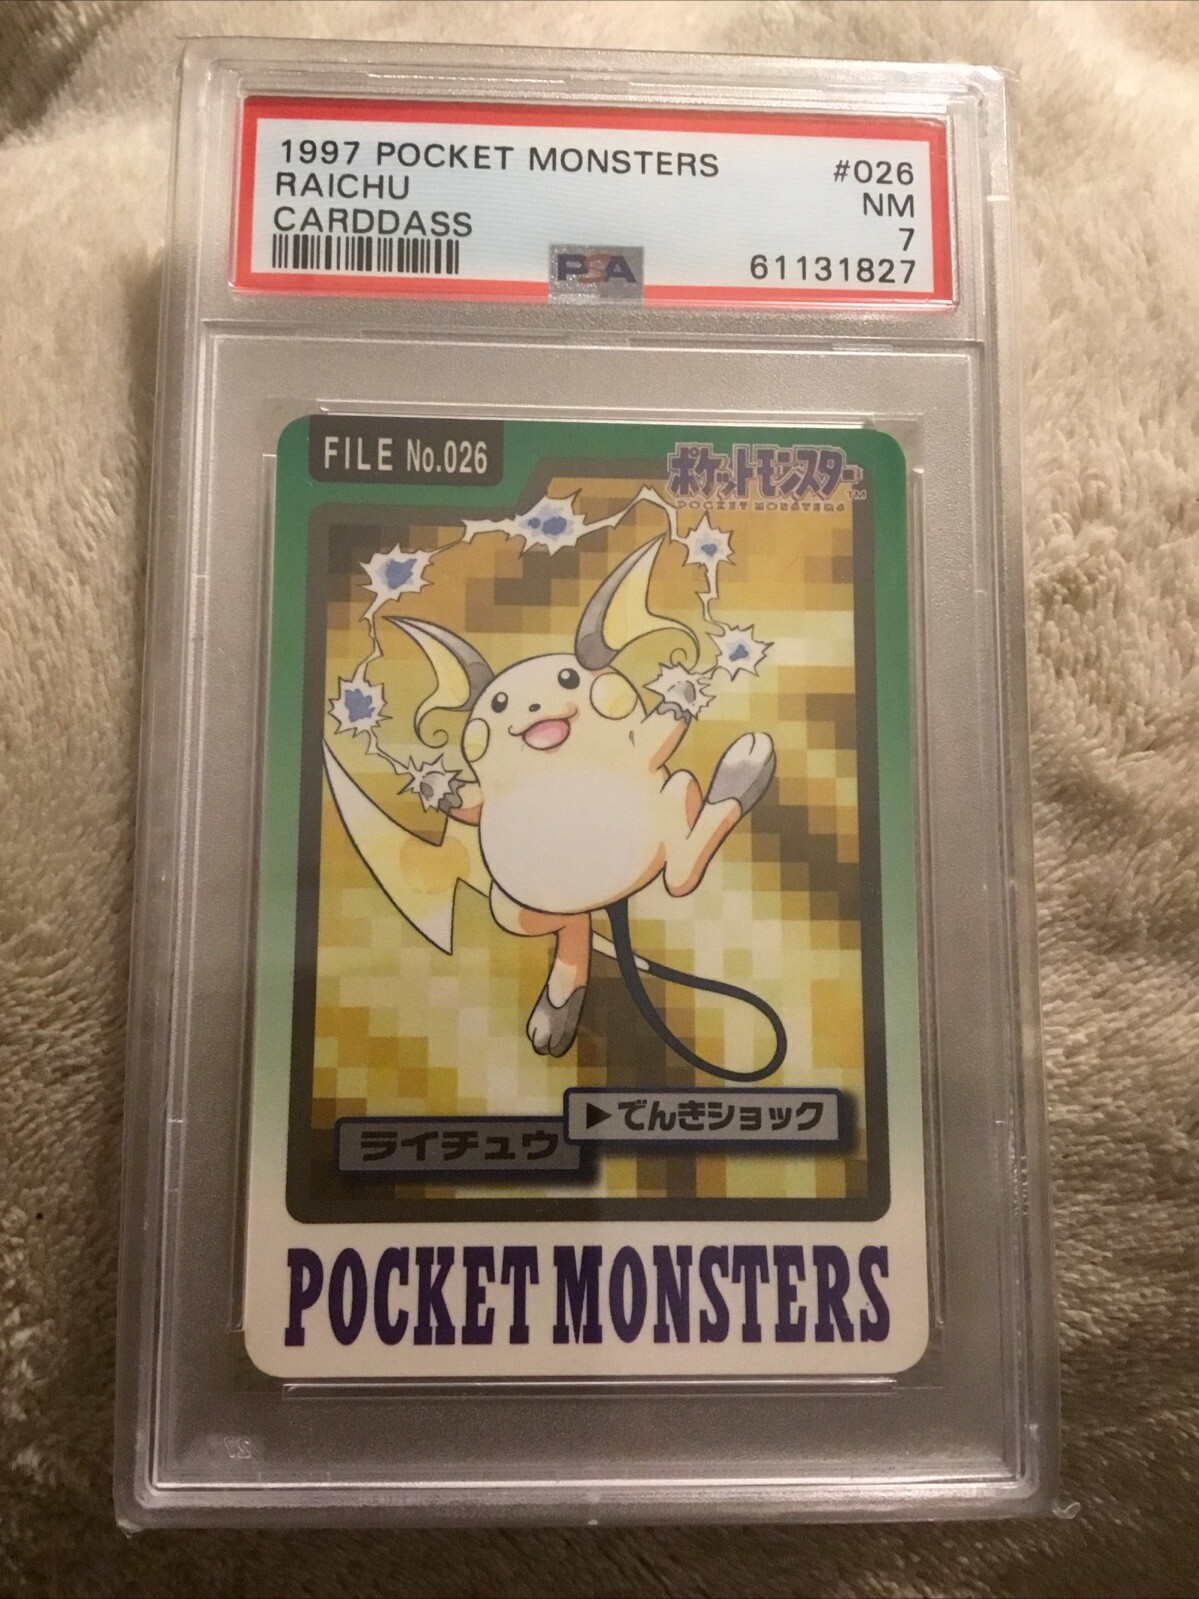 1997 POCKET MONSTERS #026
RAICHU NM
CARDDASS 7
PSA 61131827
FILE No.026
ポケットモンスター™
POCKET MONSTERS
▶でんきショック
ライチュウ
POCKET MONSTERS